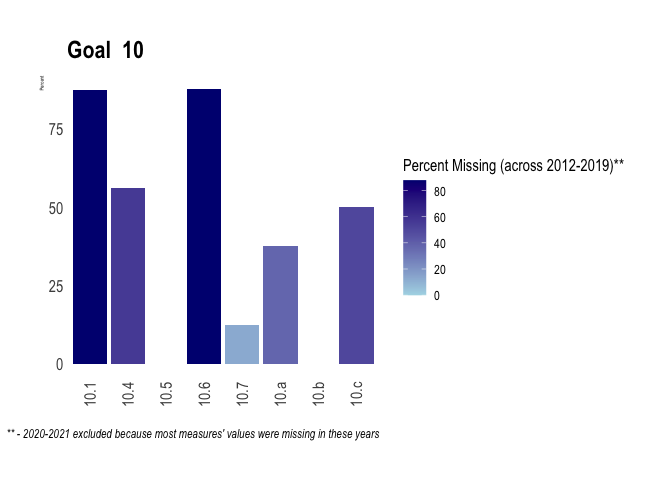 Goal 10
Percent
75
50
25
0
10.1
10.4
10.5
10.6
10.7
10.a
10.b
10.c
Percent Missing (across 2012-2019)**
80
60
40
20
0
** - 2020-2021 excluded because most measures' values were missing in these years